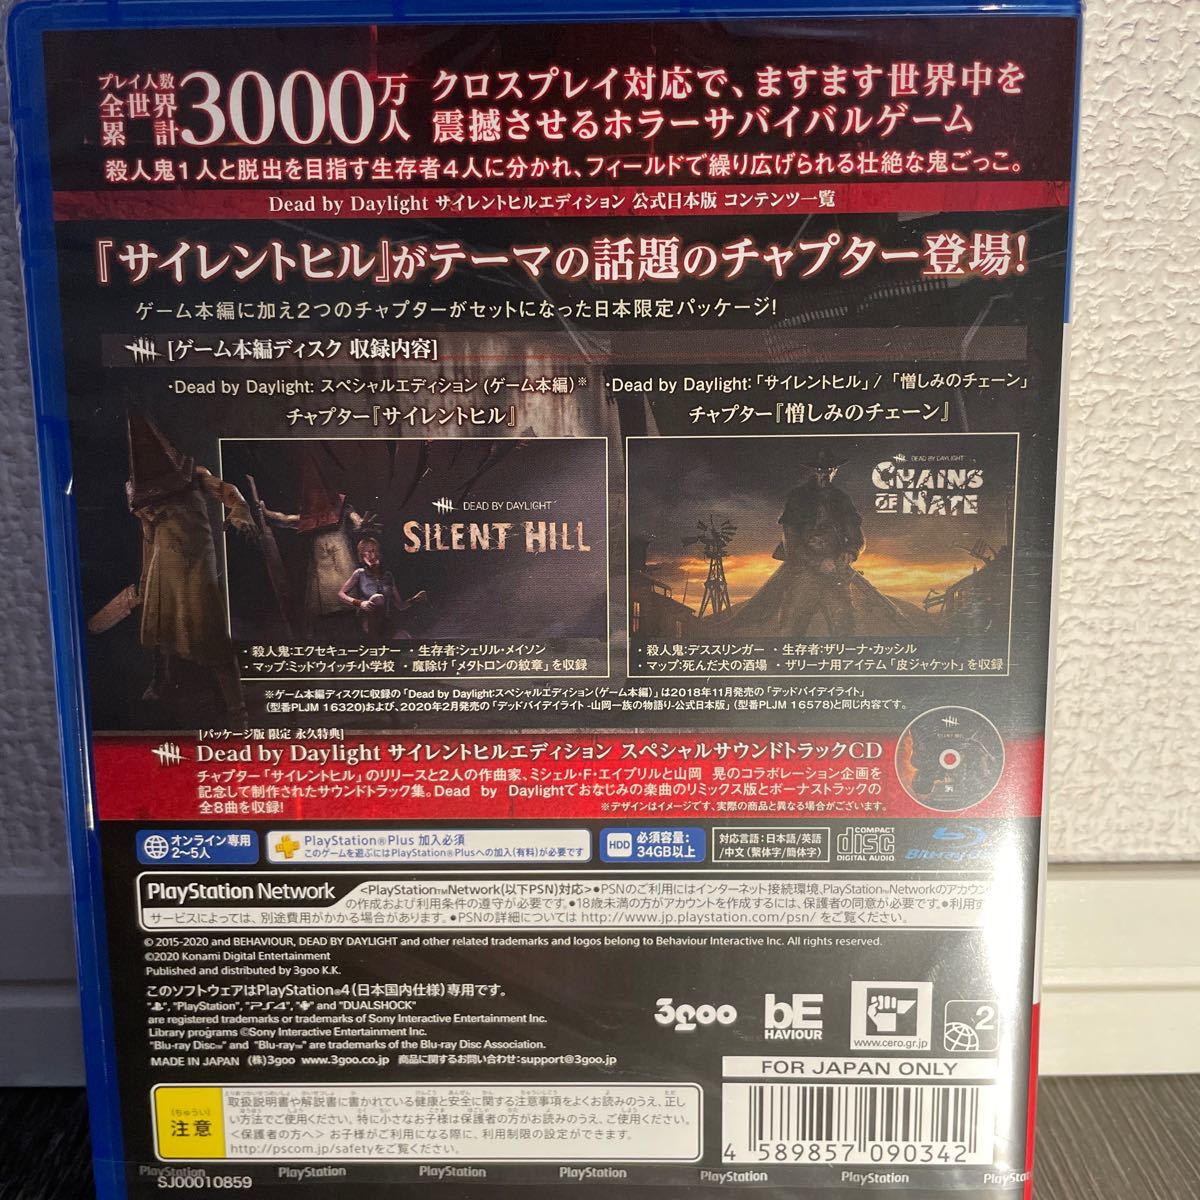 プレイ人数
全世界
累計
3000万人
クロスプレイ対応で、ますます世界中を
震撼させるホラーサバイバルゲーム
殺人鬼1人と脱出を目指す生存者4人に分かれ、フィールドで繰り広げられる壮絶な鬼ごっこ。
Dead by Daylight サイレントヒルエディション 公式日本版 コンテンツ一覧
『サイレントヒル』がテーマの話題のチャプター登場!
ゲーム本編に加え2つのチャプターがセットになった日本限定パッケージ!
[ゲーム本編ディスク 収録内容]
・Dead by Daylight: スペシャルエディション (ゲーム本編)※ ・Dead by Daylight:「サイレントヒル」/「憎しみのチェーン」
チャプター『サイレントヒル』
DEAD BY DAYLIGHT
SILENT HILL
・殺人鬼:エクセキューショナー ・生存者:シェリル・メイソン
・マップ:ミッドウイッチ小学校 ・魔除け「メタトロンの紋章」を収録
チャプター『憎しみのチェーン』
DEAD BY DAYLIGHT
CHAINS
OF HATE
・殺人鬼:デススリンガー ・生存者:ザリーナ・カッシル
・マップ:死んだ犬の酒場 ・ザリーナ用アイテム「皮ジャケット」を収録
※ゲーム本編ディスクに収録の「Dead by Daylight:スペシャルエディション(ゲーム本編)」は2018年11月発売の「デッドバイデイライト」
(型番PLJM 16320)および、2020年2月発売の「デッドバイデイライト -山岡一族の物語り-公式日本版」(型番PLJM 16578)と同じ内容です。
[パッケージ版 限定 永久特典]
Dead by Daylight サイレントヒルエディション スペシャルサウンドトラックCD
チャプター「サイレントヒル」のリリースと2人の作曲家、ミシェル・F・エイプリルと山岡 晃のコラボレーション企画を
記念して制作されたサウンドトラック集。Dead by Daylightでおなじみの楽曲のリミックス版とボーナストラックの
全8曲を収録!
※デザインはイメージです。実際の商品と異なる場合がございます。
オンライン専用
2~5人
PlayStation®Plus 加入必須
このゲームを遊ぶにはPlayStation®Plusへの加入(有料)が必要です
HDD
必須容量:
34GB以上
対応言語:日本語/英語
/中文(繁体字/簡体字)
COMPACT
disc
DIGITAL AUDIO
PlayStation Network
<PlayStation™Network(以下PSN)対応>●PSNのご利用にはインターネット接続環境、PlayStation™Networkのアカウン
の作成および利用条件の遵守が必要です。●18歳未満の方がアカウントを作成するには、保護者の同意が必要です。●利用す
サービスによっては、別途費用がかかる場合があります。●PSNの詳細については http://www.jp.playstation.com/psn/ をご覧ください。
© 2015-2020 and BEHAVIOUR, DEAD BY DAYLIGHT and other related trademarks and logos belong to Behaviour Interactive Inc. All rights reserved.
©2020 Konami Digital Entertainment
Published and distributed by 3goo K.K.
このソフトウェアはPlayStation®4(日本国内仕様)専用です。
"PlayStation", "PS4", and "DUALSHOCK"
are registered trademarks or trademarks of Sony Interactive Entertainment Inc.
Library programs ©Sony Interactive Entertainment Inc.
"Blu-ray Disc™" and "Blu-ray™" are trademarks of the Blu-ray Disc Association.
MADE IN JAPAN (株)3goo www.3goo.co.jp 商品に関するお問い合わせ:support@3goo.jp
3goo
bE
HAVIOUR
www.cero.gr.jp
2
FOR JAPAN ONLY
(ちゅうい)
注意
取扱説明書や解説書に書かれている健康と安全に関する注意事項をよくお読みのうえ、正し
い方法でご使用ください。特に小さなお子様は保護者の方がお読みのうえ、ご使用ください。
<保護者の方へ> お子様がご利用になる際に、利用制限の設定ができます。
http://pscom.jp/safetyをご覧ください。
4 589857 090342
PlayStation PlayStation PlayStation PlayStation PlayStation PlayStation
SJ00010859